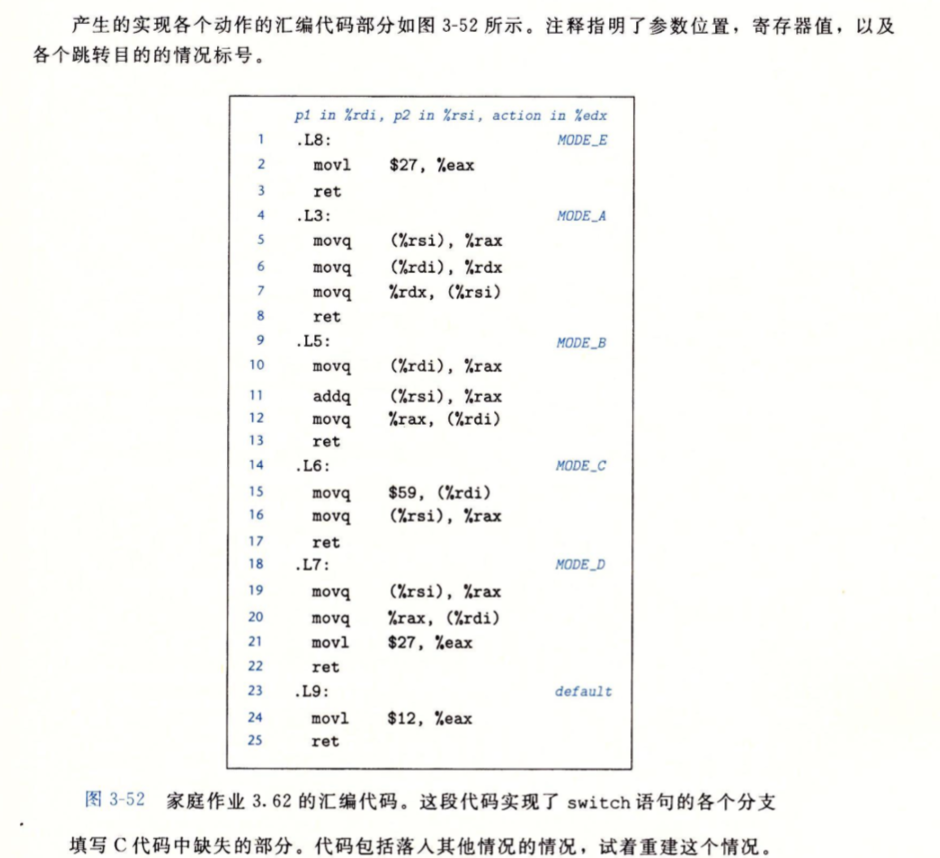 产生的实现各个动作的汇编代码部分如图 3-52 所示。注释指明了参数位置，寄存器值，以及
各个跳转目的的情况标号。
p1 in %rdi, p2 in %rsi, action in %edx
1 .L8: MODE_E
2 movl $27, %eax
3 ret
4 .L3: MODE_A
5 movq (%rsi), %rax
6 movq (%rdi), %rdx
7 movq %rdx, (%rsi)
8 ret
9 .L5: MODE_B
10 movq (%rdi), %rax
11 addq (%rsi), %rax
12 movq %rax, (%rdi)
13 ret
14 .L6: MODE_C
15 movq $59, (%rdi)
16 movq (%rsi), %rax
17 ret
18 .L7: MODE_D
19 movq (%rsi), %rax
20 movq %rax, (%rdi)
21 movl $27, %eax
22 ret
23 .L9: default
24 movl $12, %eax
25 ret
图 3-52 家庭作业 3.62 的汇编代码。这段代码实现了 switch 语句的各个分支
填写 C 代码中缺失的部分。代码包括落人其他情况的情况，试着重建这个情况。